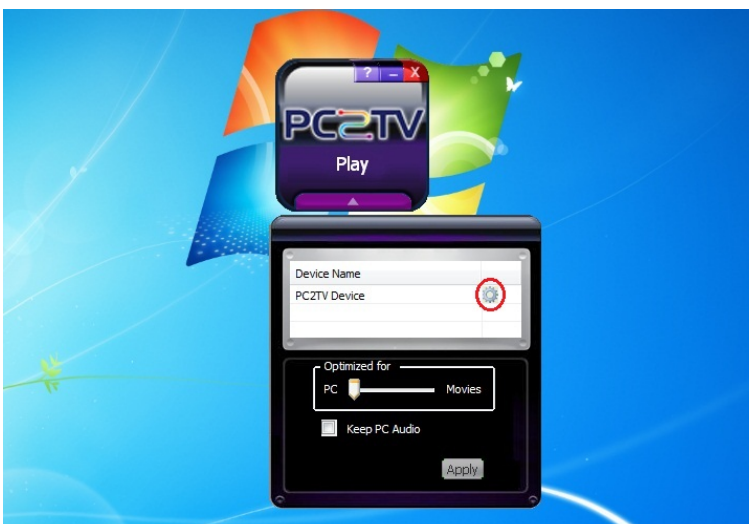 ? – X
PC2TV
Play
Device Name
PC2TV Device
Optimized for
PC Movies
Keep PC Audio
Apply